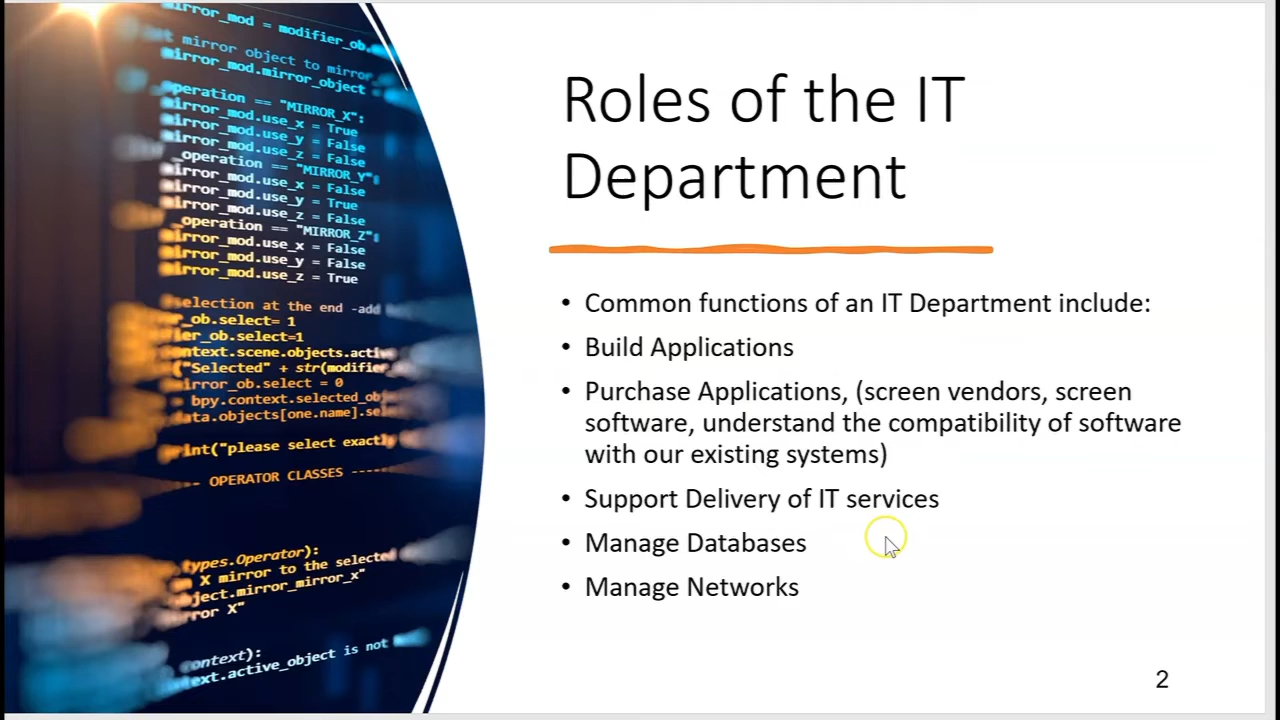 mirror_mod = modifier_ob.
mirror object to mirror
mirror_mod.mirror_object
operation == "MIRROR_X":
mirror_mod.use_x = True
mirror_mod.use_y = False
mirror_mod.use_z = False
_operation == "MIRROR_Y":
mirror_mod.use_x = False
mirror_mod.use_y = True
mirror_mod.use_z = False
_operation == "MIRROR_Z":
mirror_mod.use_x = False
mirror_mod.use_y = False
mirror_mod.use_z = True
selection at the end -add
_ob.select= 1
ier_ob.select=1
ntext.scene.objects.activ
("Selected" + str(modifier
irror_ob.select = 0
= bpy.context.selected_ob
data.objects[one.name].sel
print("please select exactl
-- OPERATOR CLASSES ----
types.Operator):
X mirror to the selected
object.mirror_mirror_x"
ror X"
context):
text.active_object is not
Roles of the IT
Department
• Common functions of an IT Department include:
• Build Applications
• Purchase Applications, (screen vendors, screen
software, understand the compatibility of software
with our existing systems)
• Support Delivery of IT services
• Manage Databases
• Manage Networks
2